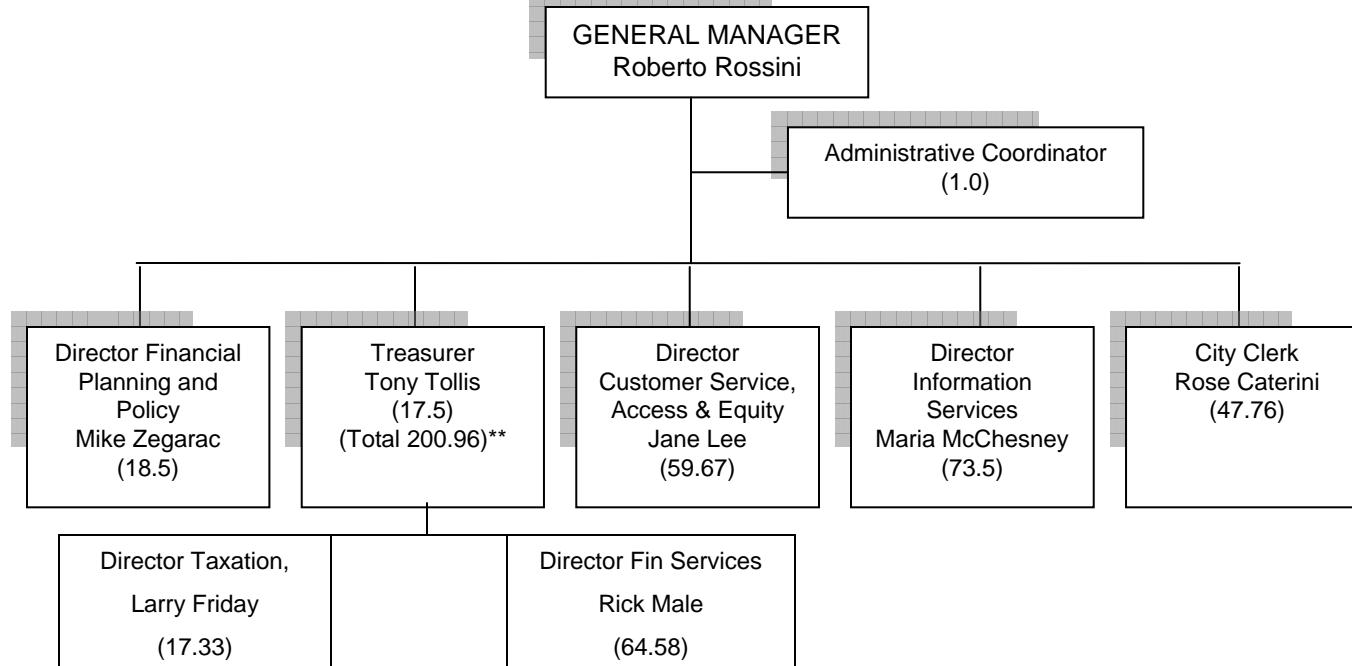 GENERAL MANAGER
Roberto Rossini
Administrative Coordinator
(1.0)
Director Financial
Planning and
Policy
Mike Zegarac
(18.5)
Treasurer
Tony Tollis
(17.5)
(Total 200.96)**
Director
Customer Service,
Access & Equity
Jane Lee
(59.67)
Director
Information
Services
Maria McChesney
(73.5)
City Clerk
Rose Caterini
(47.76)
Director Taxation,
Larry Friday
(17.33)
Director Fin Services
Rick Male
(64.58)